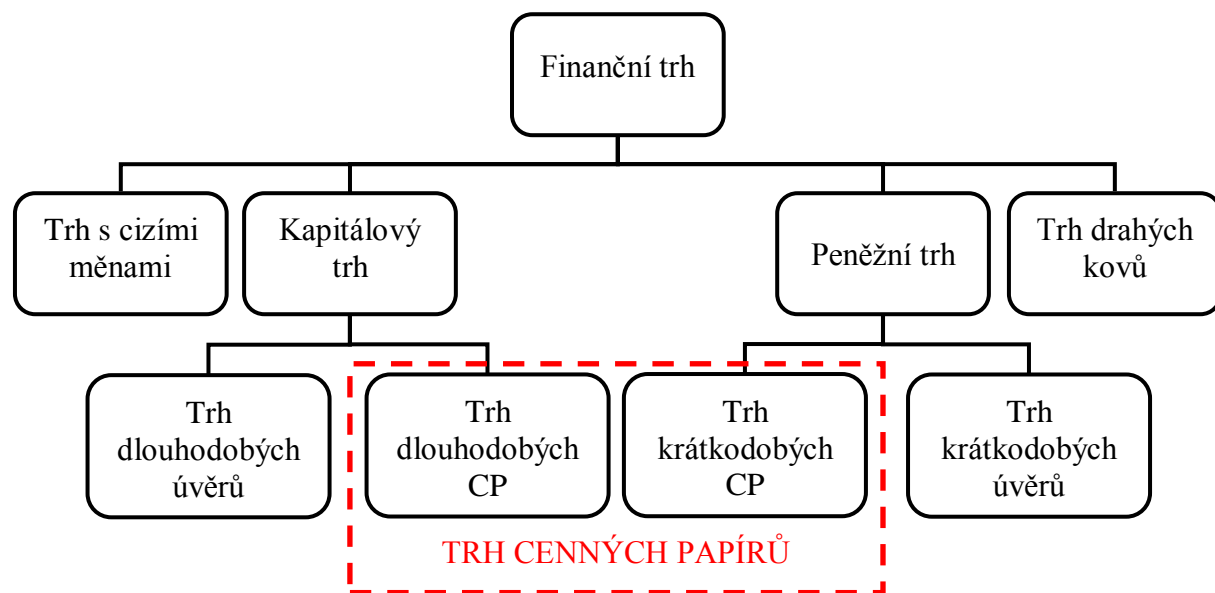 Finanční trh
Trh s cizími
měnami
Kapitálový
trh
Peněžní trh
Trh drahých
kovů
Trh
dlouhodobých
úvěrů
Trh
dlouhodobých
CP
Trh
krátkodobých
CP
Trh
krátkodobých
úvěrů
TRH CENNÝCH PAPÍRŮ